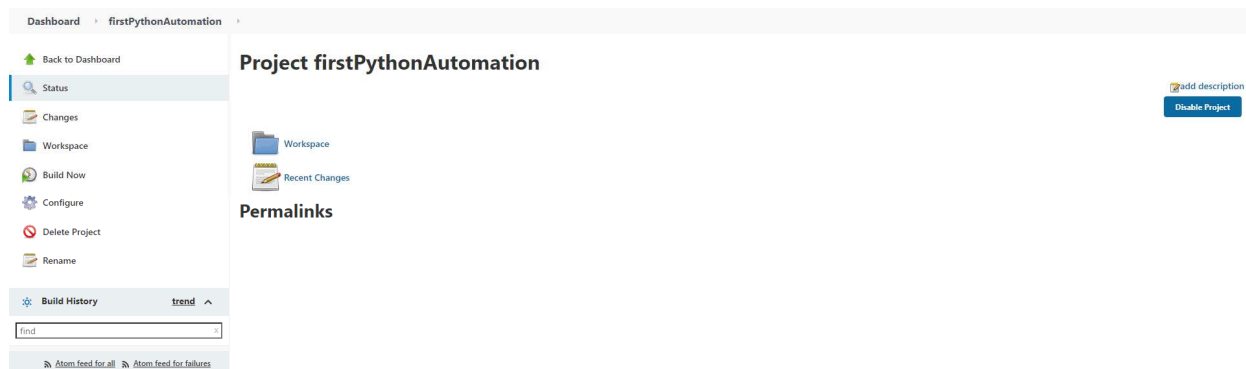 Dashboard firstPythonAutomation
Back to Dashboard
Status
Changes
Workspace
Build Now
Configure
Delete Project
Rename
Build History trend
find x
Atom feed for all Atom feed for failures
Project firstPythonAutomation
add description
Disable Project
Workspace
Recent Changes
Permalinks